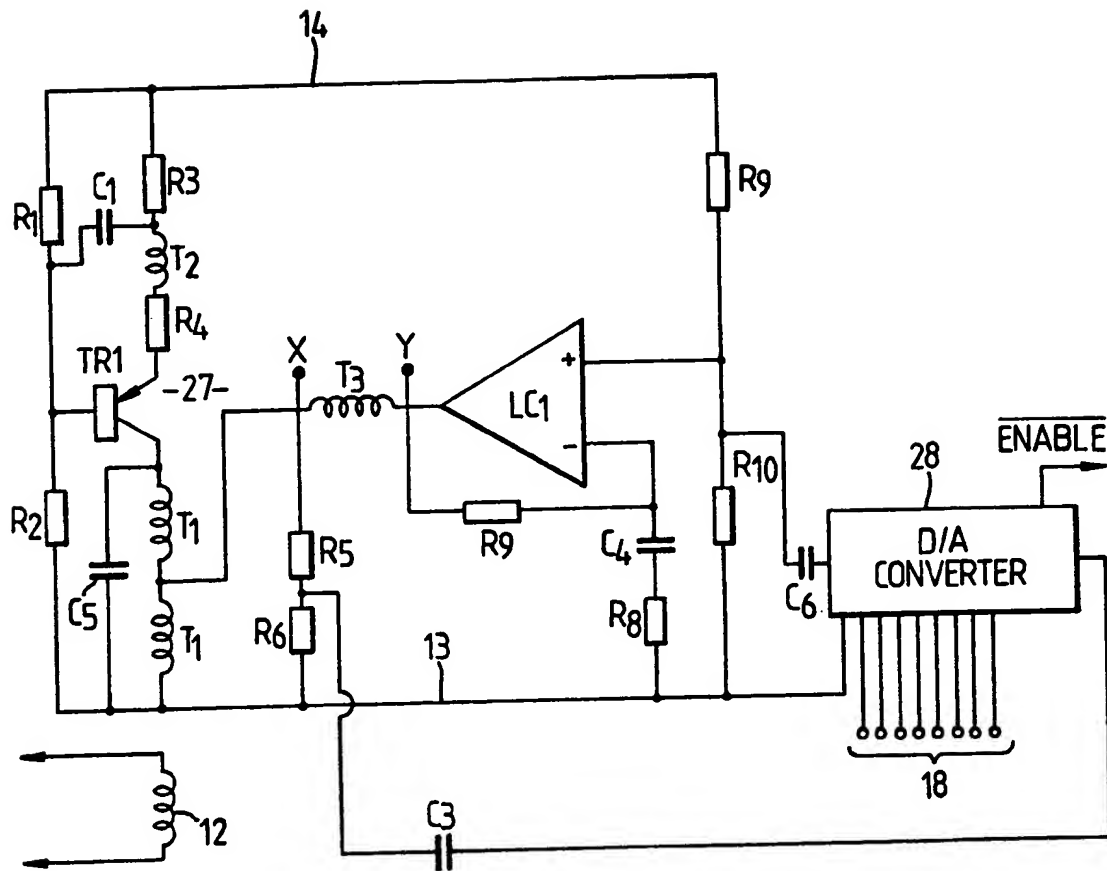 14
R1
C1
R3
T2
R4
TR1
-27-
R2
C5
T1
T1
X
T3
Y
LC1
+
-
R9
R5
R6
R9
C4
R8
R10
C6
28
D/A
CONVERTER
ENABLE
13
18
12
C3